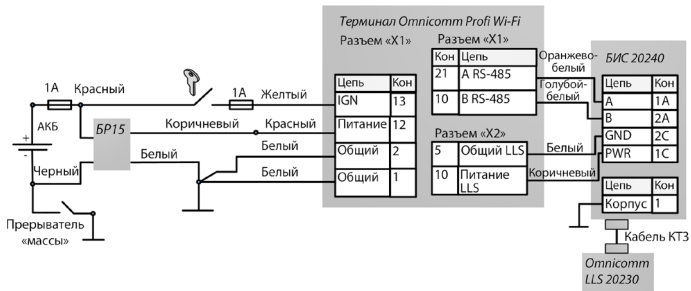 Терминал Omnicomm Profi Wi-Fi
Разъем «X1»
Разъем «X1»
БИС 20240
1А
Красный
1А
Желтый
АКБ
+
-
БР15
Коричневый
Красный
Белый
Белый
Белый
Черный
Прерыватель
«массы»
Цепь Кон
IGN 13
Питание 12
Общий 2
Общий 1
Кон Цепь
21 A RS-485
10 B RS-485
Разъем «X2»
5 Общий LLS
10 Питание
LLS
Оранжево-
белый
Голубой-
белый
Белый
Коричневый
Цепь Кон
A 1A
B 2A
GND 2C
PWR 1C
Цепь Кон
Корпус 1
Кабель КТЗ
Omnicomm
LLS 20230